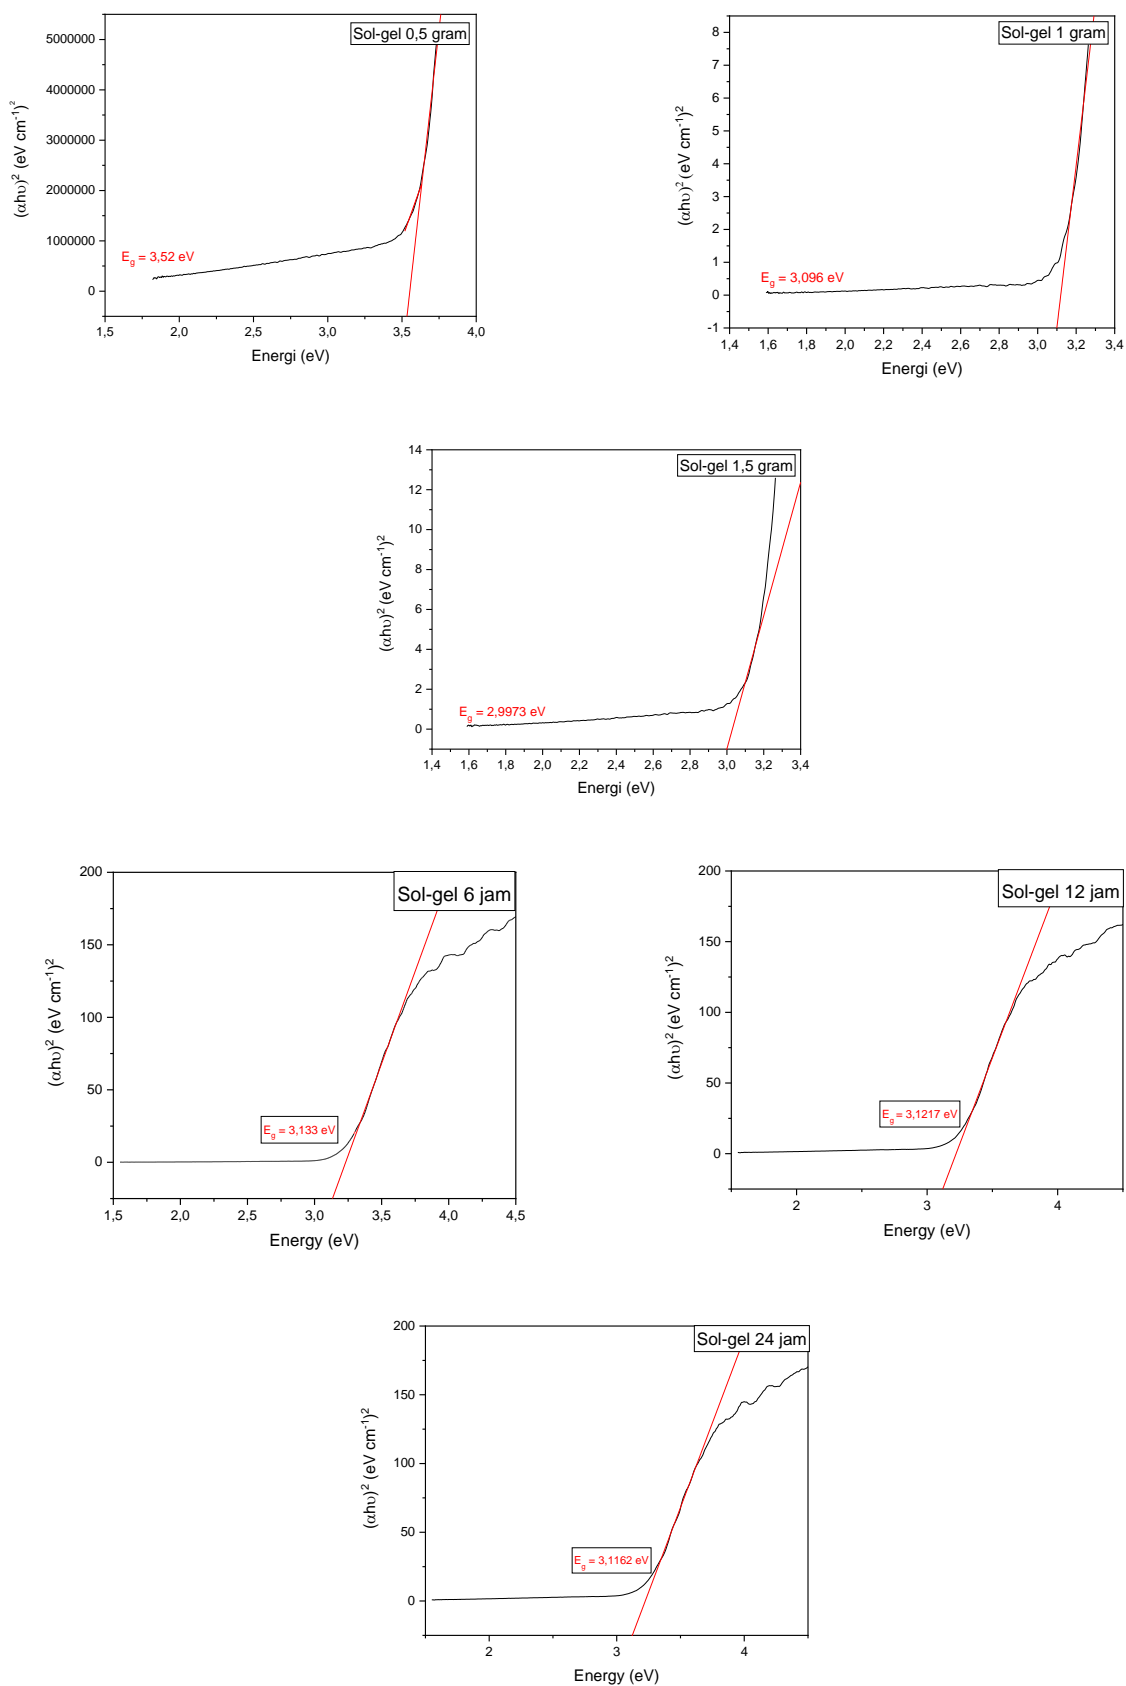 Sol-gel 0,5 gram
5000000
4000000
3000000
2000000
1000000
0
(αhυ)² (eV cm⁻¹)²
E_g = 3,52 eV
1,5 2,0 2,5 3,0 3,5 4,0
Energi (eV)
Sol-gel 1 gram
8
7
6
5
4
3
2
1
0
-1
(αhυ)² (eV cm⁻¹)²
E_g = 3,096 eV
1,4 1,6 1,8 2,0 2,2 2,4 2,6 2,8 3,0 3,2 3,4
Energi (eV)
Sol-gel 1,5 gram
14
12
10
8
6
4
2
0
(αhυ)² (eV cm⁻¹)²
E_g = 2,9973 eV
1,4 1,6 1,8 2,0 2,2 2,4 2,6 2,8 3,0 3,2 3,4
Energi (eV)
Sol-gel 6 jam
200
150
100
50
0
(αhυ)² (eV cm⁻¹)²
E_g = 3,133 eV
1,5 2,0 2,5 3,0 3,5 4,0 4,5
Energy (eV)
Sol-gel 12 jam
200
150
100
50
0
(αhυ)² (eV cm⁻¹)²
E_g = 3,1217 eV
2 3 4
Energy (eV)
Sol-gel 24 jam
200
150
100
50
0
(αhυ)² (eV cm⁻¹)²
E_g = 3,1162 eV
2 3 4
Energy (eV)